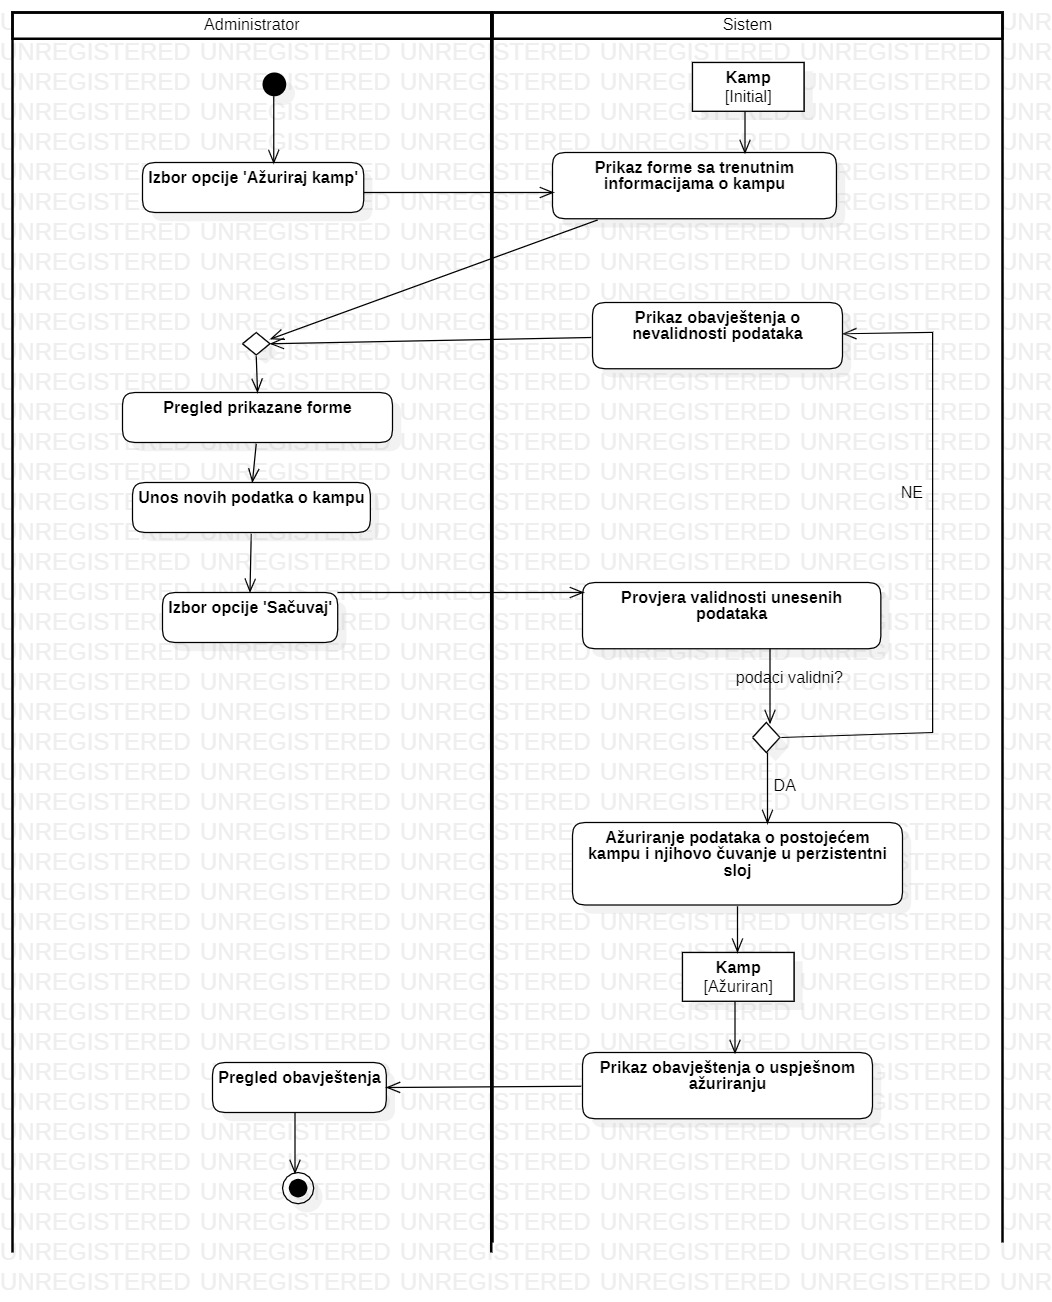 Administrator
Sistem
Kamp
[Initial]
Izbor opcije 'Ažuriraj kamp'
Prikaz forme sa trenutnim
informacijama o kampu
Prikaz obavještenja o
nevalidnosti podataka
Pregled prikazane forme
Unos novih podatka o kampu
NE
Izbor opcije 'Sačuvaj'
Provjera validnosti unesenih
podataka
podaci validni?
DA
Ažuriranje podataka o postojećem
kampu i njihovo čuvanje u perzistentni
sloj
Kamp
[Ažuriran]
Pregled obavještenja
Prikaz obavještenja o uspješnom
ažuriranju
UNREGISTERED